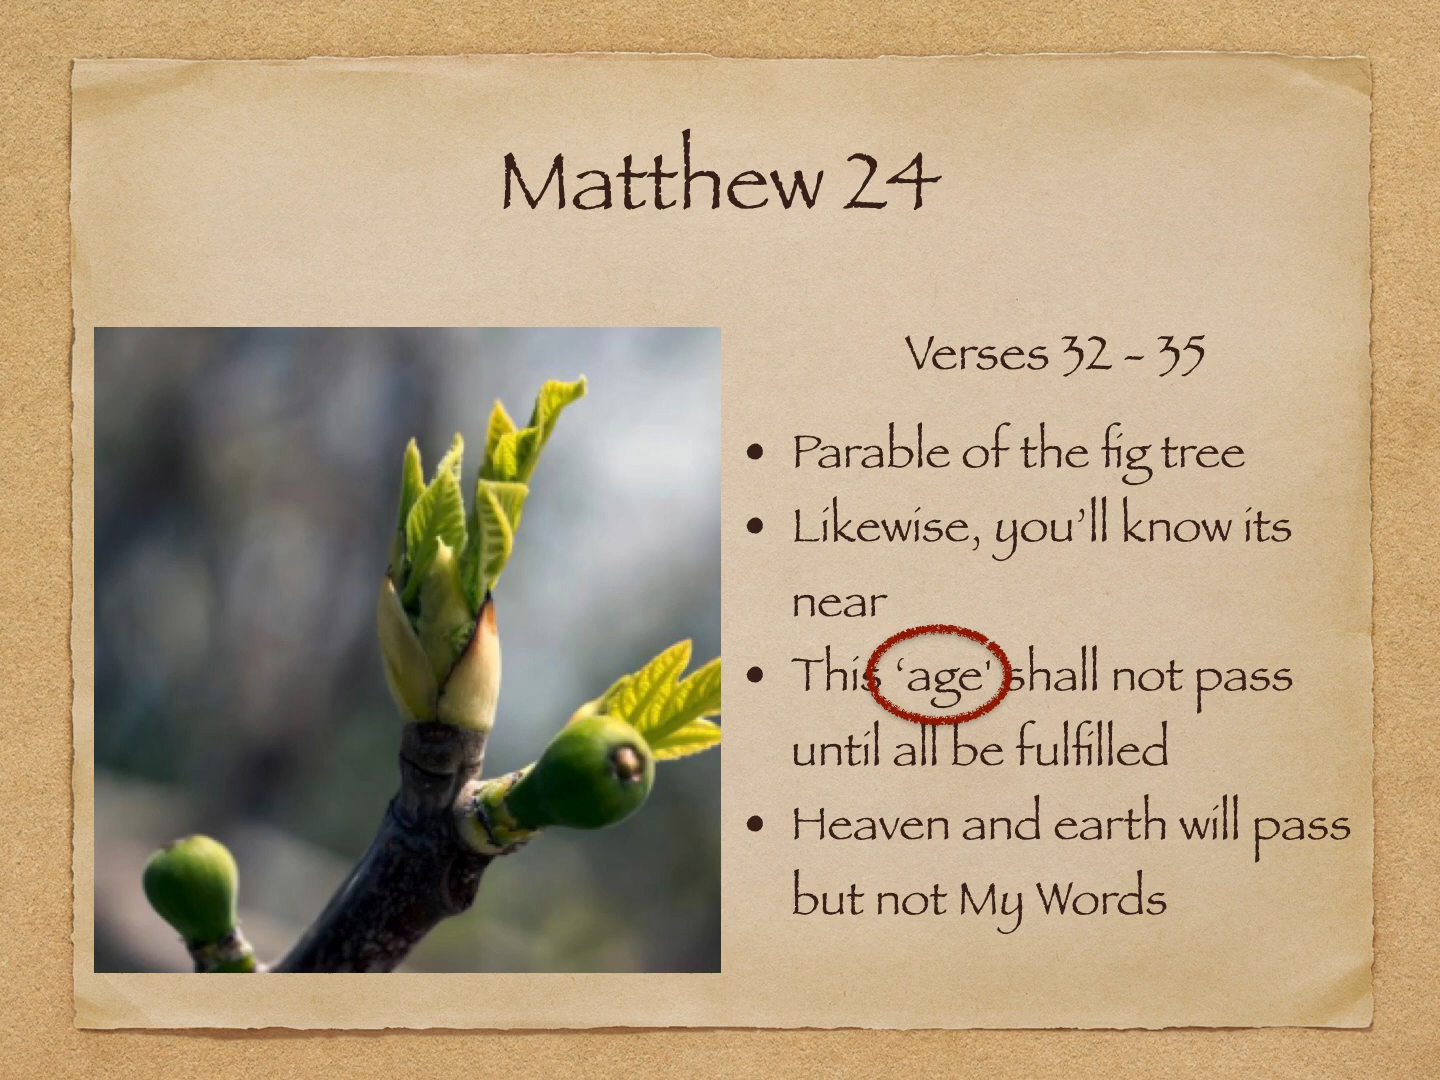 Matthew 24
Verses 32 - 35
• Parable of the fig tree
• Likewise, you’ll know its
near
• This ‘age' shall not pass
until all be fulfilled
• Heaven and earth will pass
but not My Words